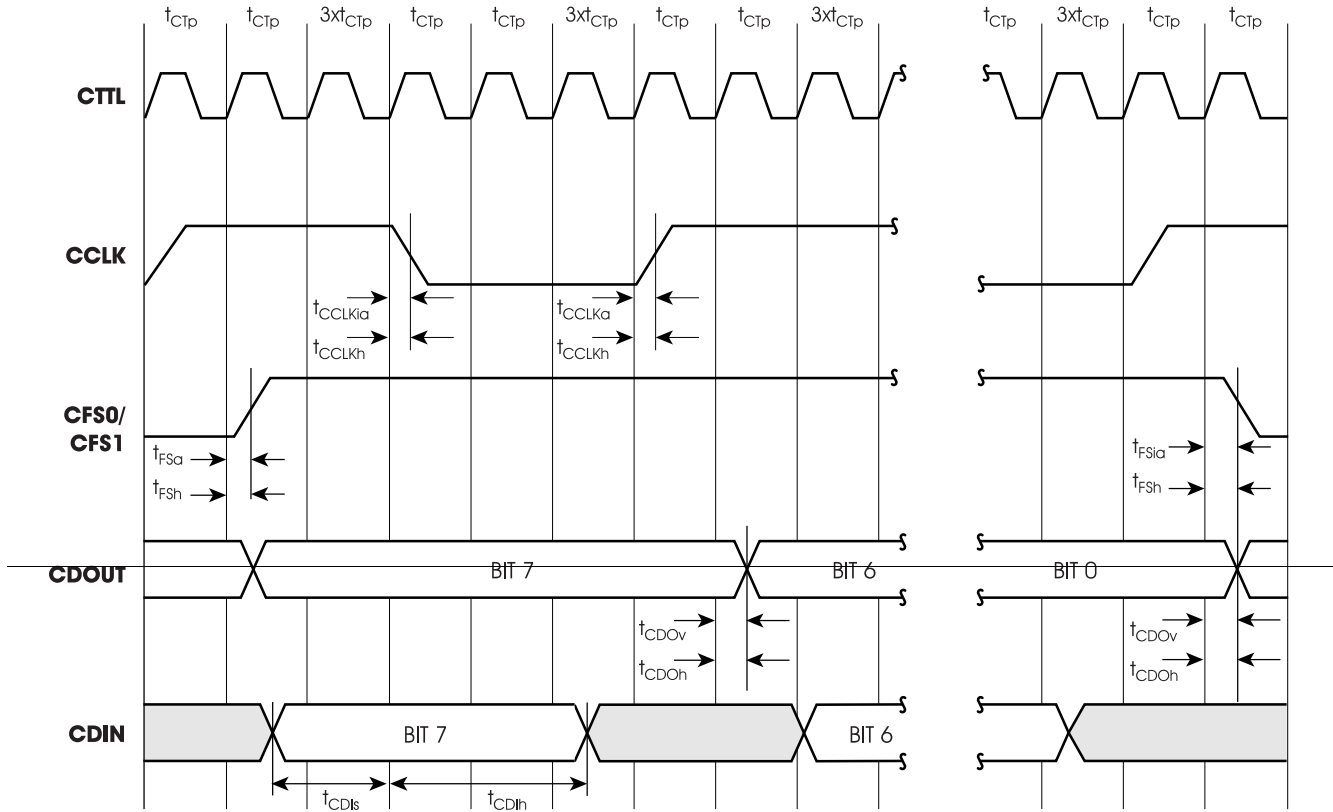 tCTp tCTp 3xtCTp tCTp tCTp 3xtCTp tCTp tCTp 3xtCTp tCTp 3xtCTp tCTp tCTp
CTTL
CCLK
tCCLKia tCCLKa
tCCLKh tCCLKh
CFS0/
CFS1
tFSa tFSia
tFSh tFSh
CDOUT BIT 7 BIT 6 BIT 0
tCDOv tCDOv
tCDOh tCDOh
CDIN BIT 7 BIT 6
tCDIs tCDIh